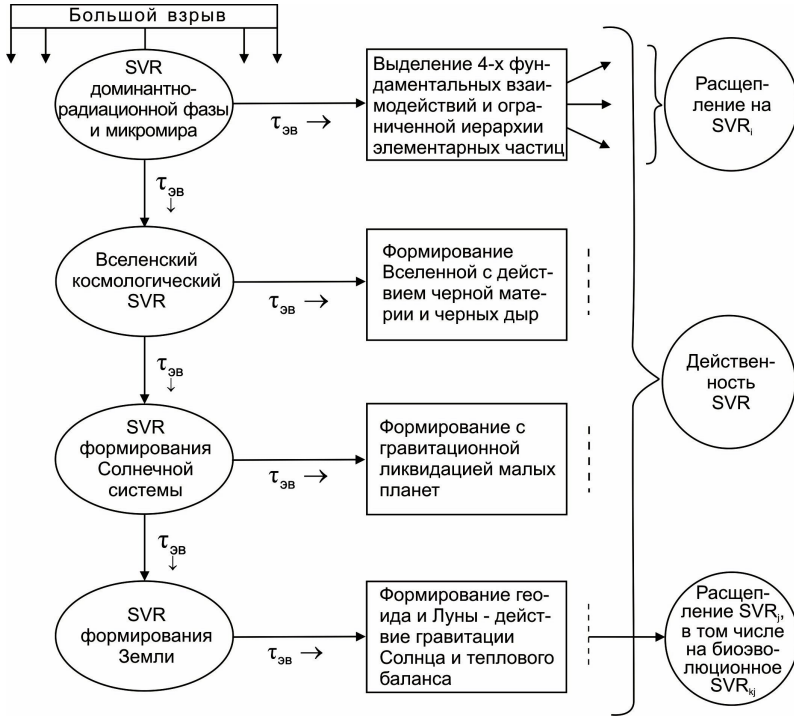 Большой взрыв
SVR
доминантно-
радиационной фазы
и микромира
τэв →
Выделение 4-х фун-
даментальных взаи-
модействий и огра-
ниченной иерархии
элементарных частиц
Расщеп-
ление на
SVRi
τэв
↓
Вселенский
космологический
SVR
τэв →
Формирование
Вселенной с дейст-
вием черной мате-
рии и черных дыр
τэв
↓
Действен-
ность
SVR
SVR
формирования
Солнечной
системы
τэв →
Формирование с
гравитационной
ликвидацией малых
планет
τэв
↓
SVR
формирования
Земли
τэв →
Формирование гео-
ида и Луны - дейст-
вие гравитации
Солнца и теплового
баланса
Расщеп-
ление SVRj,
в том числе
на биоэво-
люционное
SVRkj